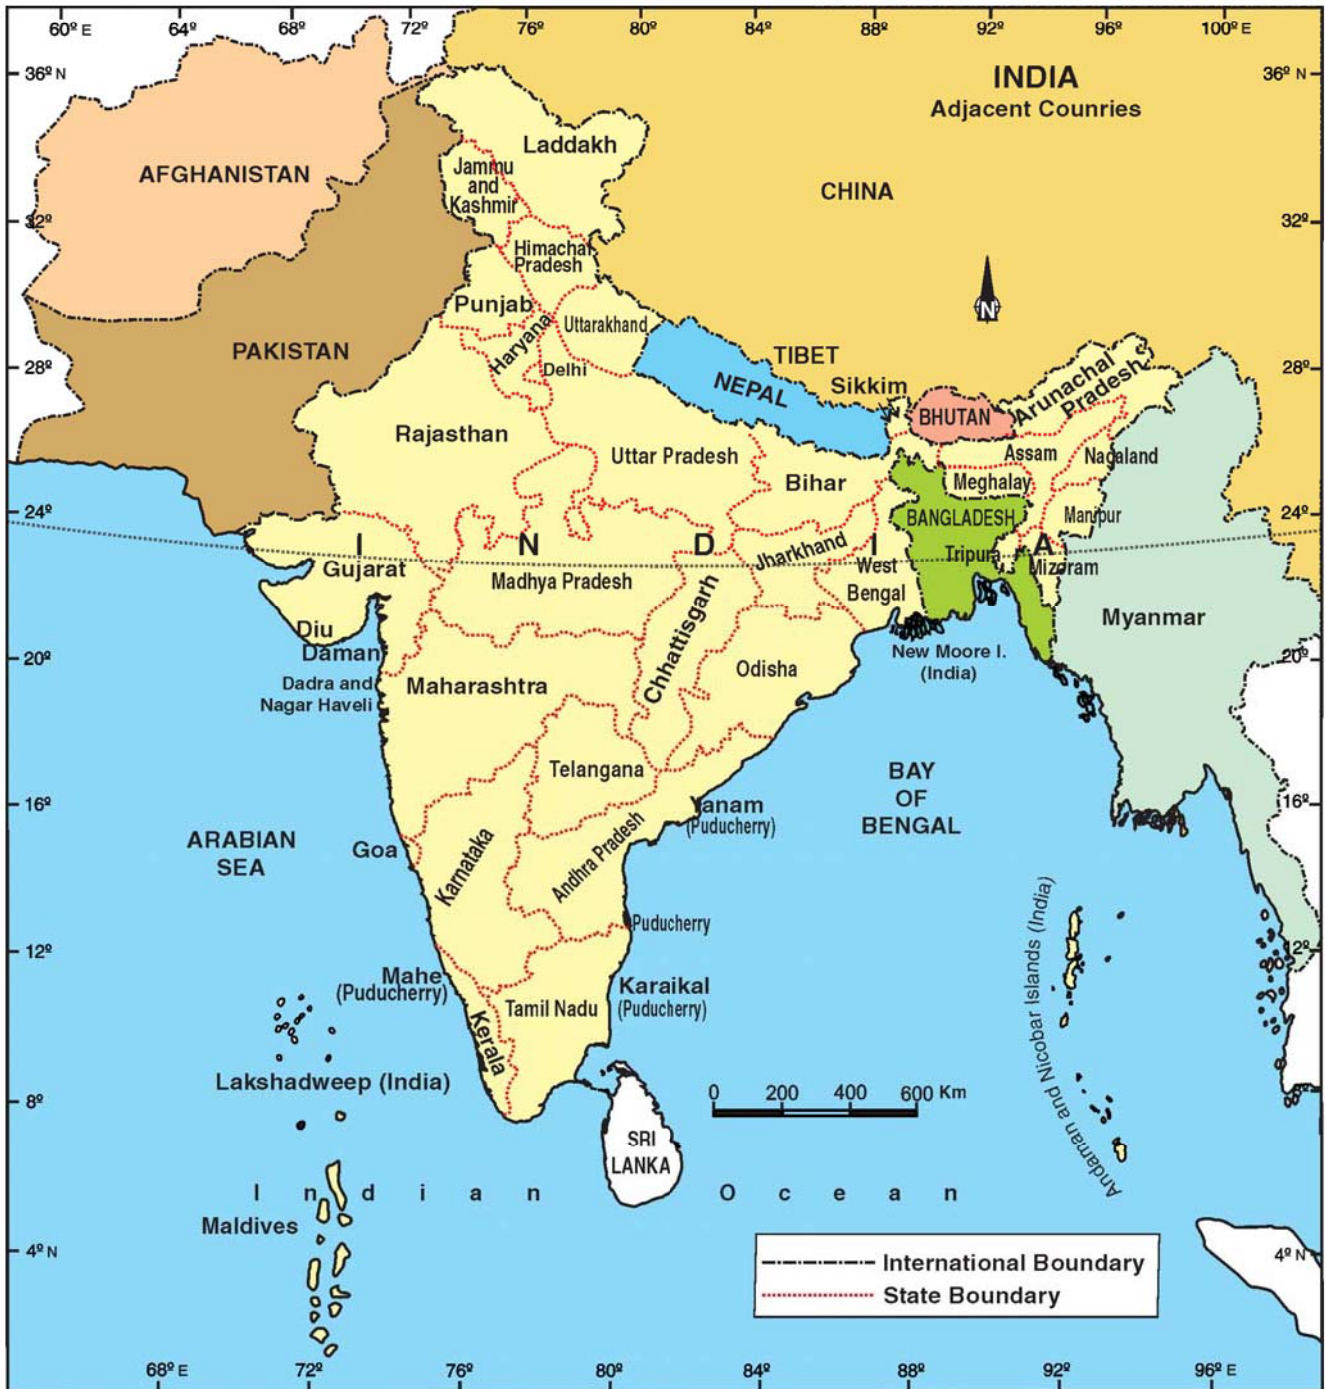 60º E
64º
68º
72º
76º
80º
84º
88º
92º
96º
100º E
36º N
36º N
INDIA
Adjacent Counries
Laddakh
AFGHANISTAN
Jammu
and
Kashmir
CHINA
32º
32º
Himachal
Pradesh
N
Punjab
Uttarakhand
Haryana
PAKISTAN
TIBET
28º
28º
Delhi
NEPAL
Sikkim
BHUTAN
Arunachal
Pradesh
Rajasthan
Uttar Pradesh
Assam
Nagaland
Bihar
Meghalay
24º
24º
BANGLADESH
Manipur
I N D I A
Jharkhand
Tripura
Gujarat
Madhya Pradesh
West
Bengal
Mizoram
Chhattisgarh
Myanmar
Diu
Daman
20º
20º
New Moore I.
(India)
Odisha
Dadra and
Nagar Haveli
Maharashtra
Telangana
BAY
OF
BENGAL
16º
16º
Yanam
(Puducherry)
ARABIAN
SEA
Goa
Karnataka
Andhra Pradesh
Puducherry
12º
12º
Mahe
(Puducherry)
Karaikal
(Puducherry)
Tamil Nadu
Kerala
Andaman and Nicobar Islands (India)
Lakshadweep (India)
0 200 400 600 Km
8º
8º
SRI
LANKA
Indian Ocean
Maldives
4º N
4º N
International Boundary
State Boundary
68º E
72º
76º
80º
84º
88º
92º
96º E